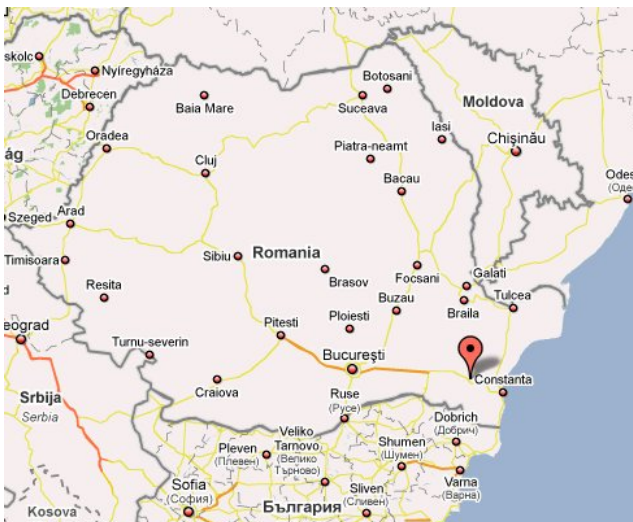 skolc
Nyíregyháza
Debrecen
Baia Mare
Botosani
Suceava
Moldova
Oradea
Iasi
Chişinău
ág
Cluj
Piatra-neamt
Bacau
Odes
(Оде
Szeged
Arad
Timisoara
Sibiu
Romania
Brasov
Focsani
Galati
Resita
Buzau
Braila
Tulcea
Ploiesti
Pitesti
eograd
Turnu-severin
Bucureşti
Craiova
Constanta
Srbija
Serbia
Ruse
(Русе)
Dobrich
(Добрич)
Pleven
(Плевен)
Veliko
Tarnovo
(Велико
Търново)
Shumen
(Шумен)
Varna
(Варна)
Sofia
(София)
Sliven
(Сливен)
България
Kosova